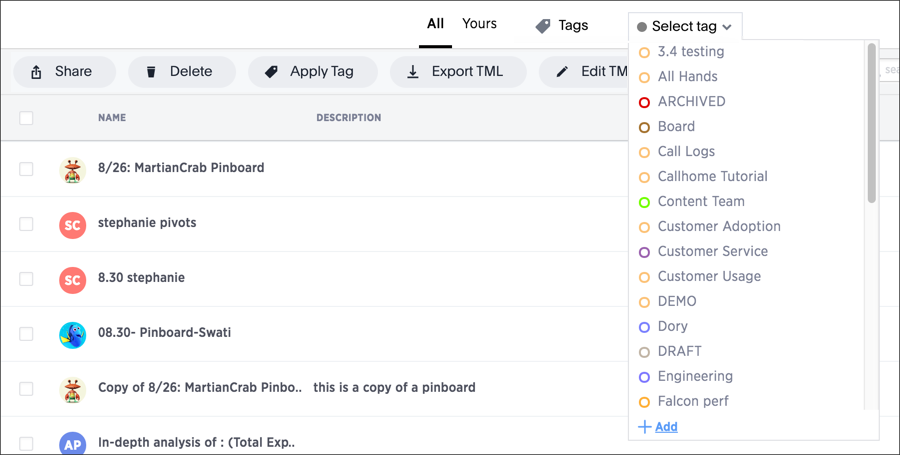 All Yours Tags Select tag
Share Delete Apply Tag Export TML Edit TM
sea
NAME DESCRIPTION
8/26: MartianCrab Pinboard
SC stephanie pivots
SC 8.30 stephanie
08.30- Pinboard-Swati
Copy of 8/26: MartianCrab Pinbo.. this is a copy of a pinboard
AP In-depth analysis of : (Total Exp..
3.4 testing
All Hands
ARCHIVED
Board
Call Logs
Callhome Tutorial
Content Team
Customer Adoption
Customer Service
Customer Usage
DEMO
Dory
DRAFT
Engineering
Falcon perf
+ Add